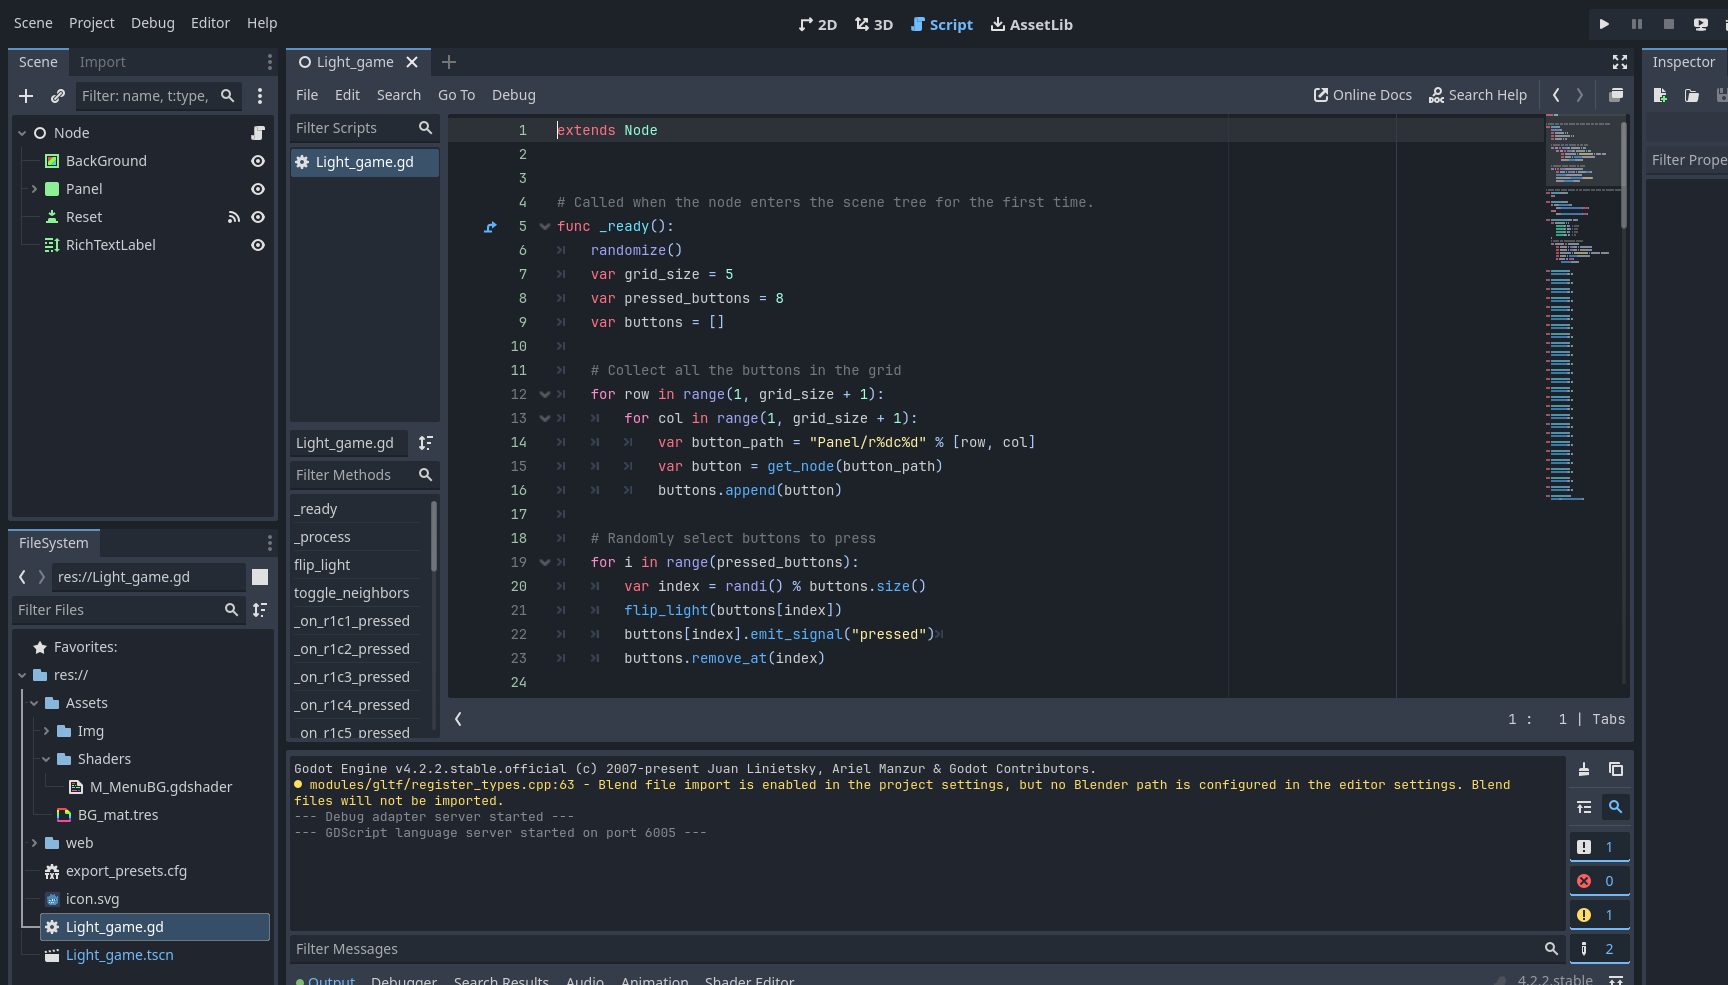 Scene Project Debug Editor Help
2D 3D Script AssetLib
Scene Import
Filter: name, t:type,
Node
BackGround
Panel
Reset
RichTextLabel
FileSystem
res://Light_game.gd
Filter Files
Favorites:
res://
Assets
Img
Shaders
M_MenuBG.gdshader
BG_mat.tres
web
export_presets.cfg
icon.svg
Light_game.gd
Light_game.tscn
Light_game
File Edit Search Go To Debug
Online Docs Search Help
Filter Scripts
Light_game.gd
Light_game.gd
Filter Methods
_ready
_process
flip_light
toggle_neighbors
_on_r1c1_pressed
_on_r1c2_pressed
_on_r1c3_pressed
_on_r1c4_pressed
_on_r1c5_pressed
1 extends Node
2
3
4 # Called when the node enters the scene tree for the first time.
5 func _ready():
6 randomize()
7 var grid_size = 5
8 var pressed_buttons = 8
9 var buttons = []
10
11 # Collect all the buttons in the grid
12 for row in range(1, grid_size + 1):
13 for col in range(1, grid_size + 1):
14 var button_path = "Panel/r%dc%d" % [row, col]
15 var button = get_node(button_path)
16 buttons.append(button)
17
18 # Randomly select buttons to press
19 for i in range(pressed_buttons):
20 var index = randi() % buttons.size()
21 flip_light(buttons[index])
22 buttons[index].emit_signal("pressed")
23 buttons.remove_at(index)
24
1 : 1 | Tabs
Godot Engine v4.2.2.stable.official (c) 2007-present Juan Linietsky, Ariel Manzur & Godot Contributors.
modules/gltf/register_types.cpp:63 - Blend file import is enabled in the project settings, but no Blender path is configured in the editor settings. Blend
files will not be imported.
--- Debug adapter server started ---
--- GDScript language server started on port 6005 ---
1
0
1
2
Filter Messages
Output Debugger Search Results Audio Animation Shader Editor
4.2.2.stable
Inspector
Filter Prope